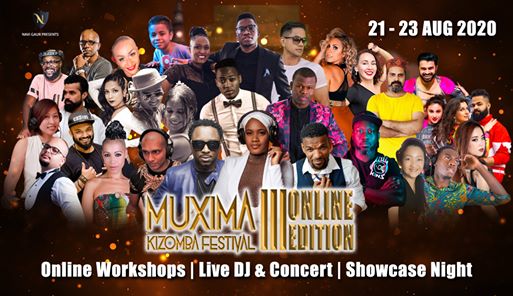 N
NAVI GAUR PRESENTS
21 - 23 AUG 2020
MUXIMA
KIZOMBA FESTIVAL
III ONLINE
EDITION
Online Workshops | Live DJ & Concert | Showcase Night